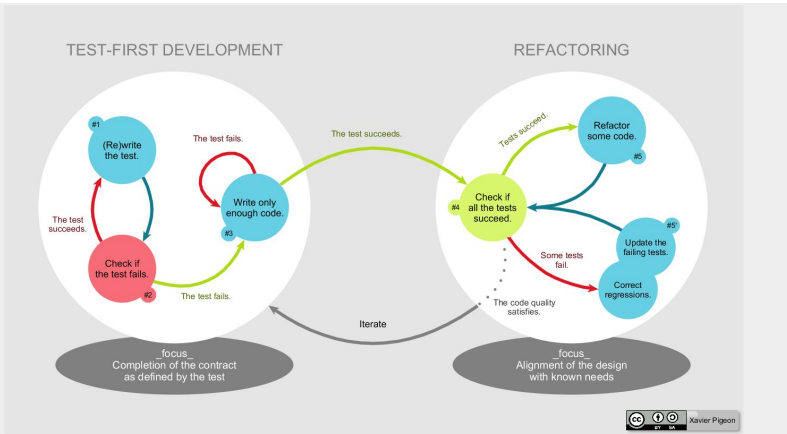 TEST-FIRST DEVELOPMENT
REFACTORING
#1
(Re)write
the test.
The test
succeeds.
Check if
the test fails.
#2
The test fails.
The test fails.
Write only
enough code.
#3
The test succeeds.
Tests succeed.
Refactor
some code.
#5
#4
Check if
all the tests
succeed.
#5'
Update the
failing tests.
Some tests
fail.
Correct
regressions.
The code quality
satisfies.
Iterate
_focus_
Completion of the contract
as defined by the test
_focus_
Alignment of the design
with known needs
cc
BY SA
Xavier Pigeon